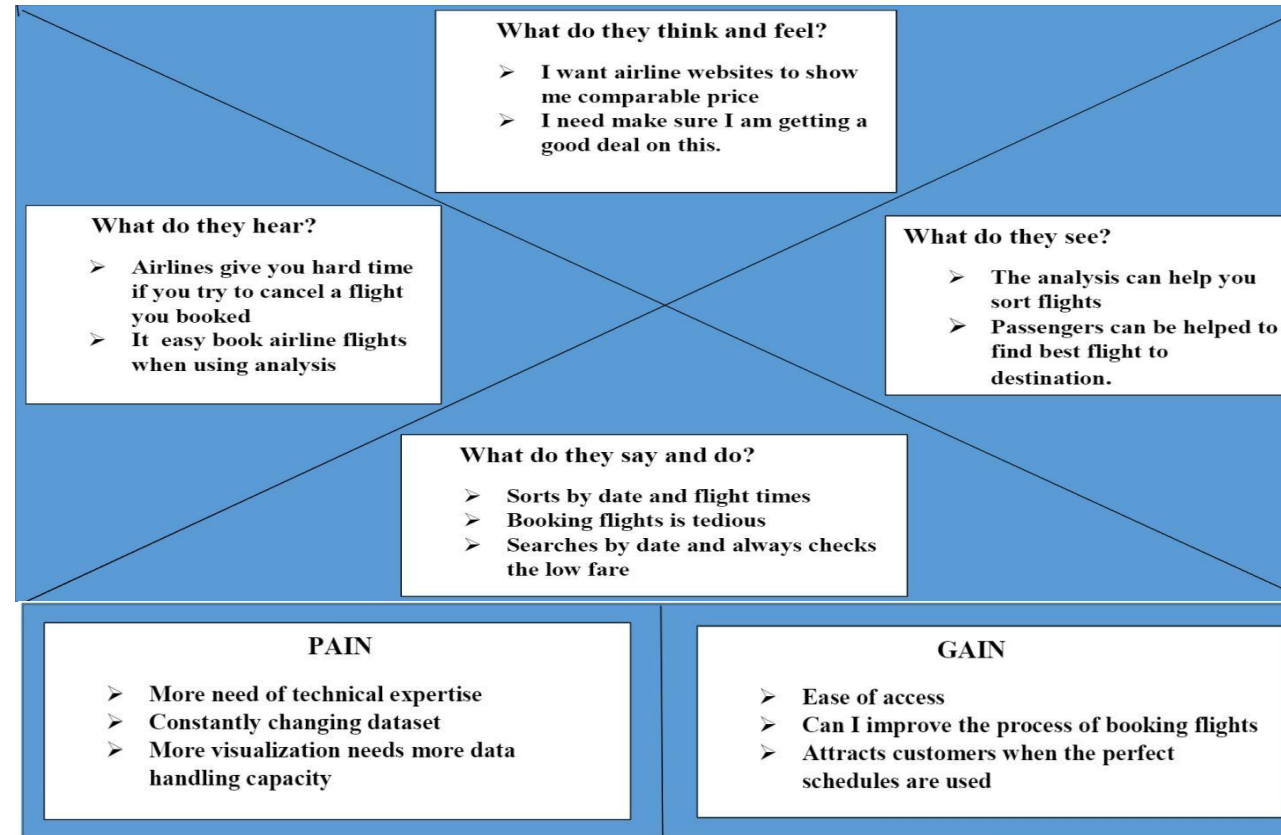 What do they think and feel?
➢ I want airline websites to show
me comparable price
➢ I need make sure I am getting a
good deal on this.
What do they hear?
➢ Airlines give you hard time
if you try to cancel a flight
you booked
➢ It easy book airline flights
when using analysis
What do they see?
➢ The analysis can help you
sort flights
➢ Passengers can be helped to
find best flight to
destination.
What do they say and do?
➢ Sorts by date and flight times
➢ Booking flights is tedious
➢ Searches by date and always checks
the low fare
PAIN
➢ More need of technical expertise
➢ Constantly changing dataset
➢ More visualization needs more data
handling capacity
GAIN
➢ Ease of access
➢ Can I improve the process of booking flights
➢ Attracts customers when the perfect
schedules are used